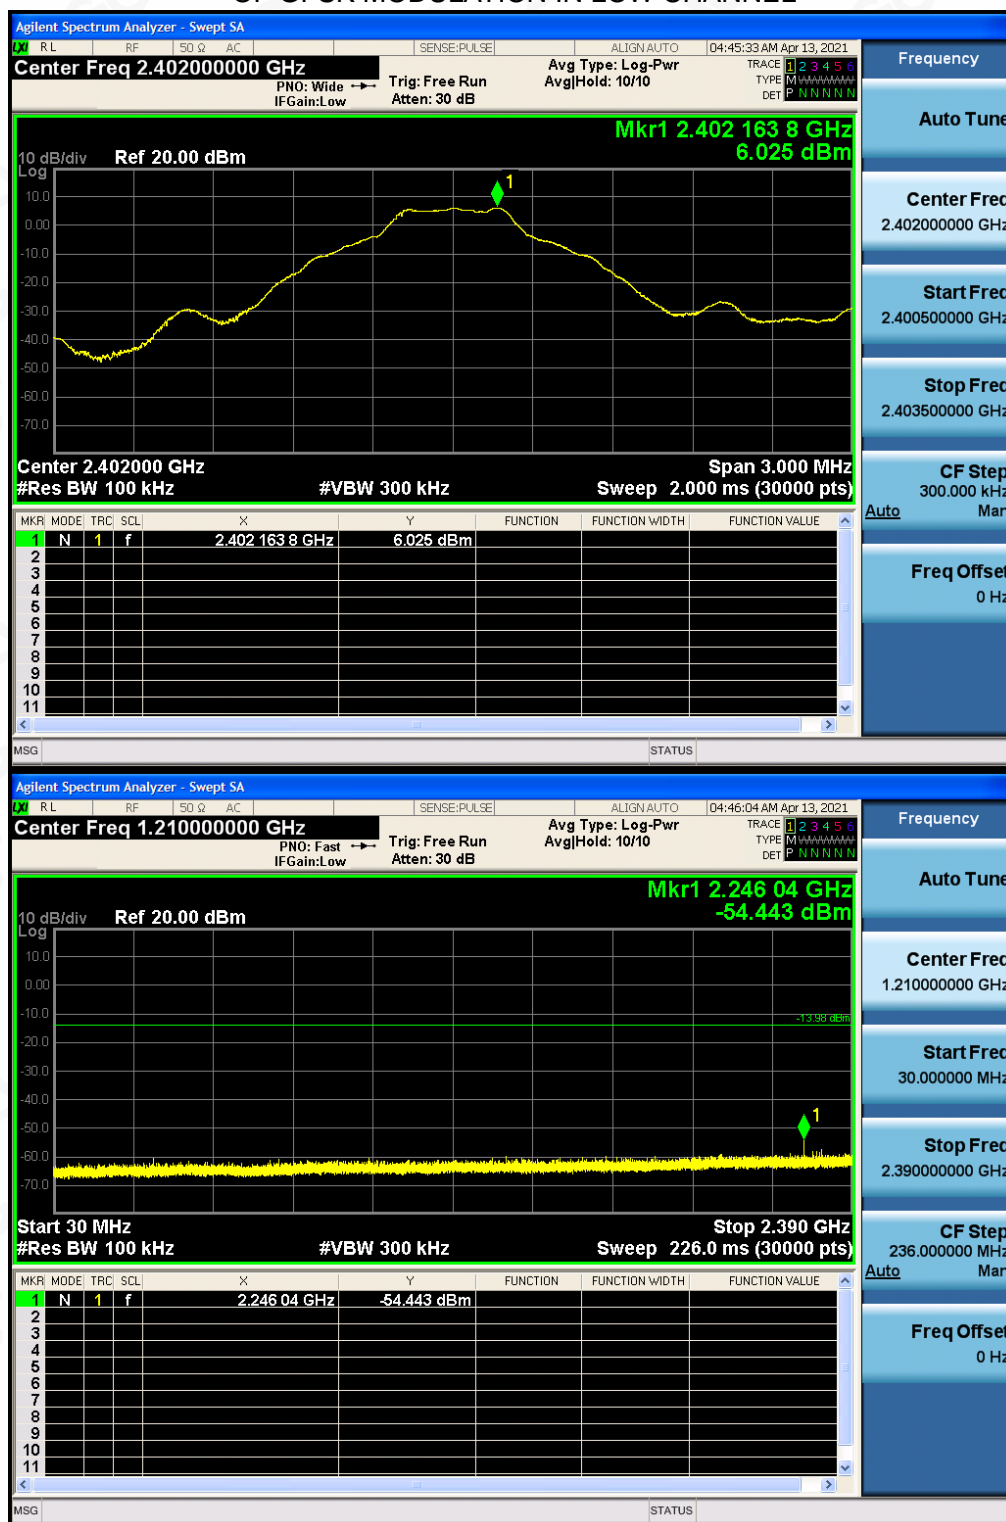 OF GFSK MODULATION IN LOW CHANNEL
Agilent Spectrum Analyzer - Swept SA
LXI RL RF 50 Ω AC SENSE:PULSE ALIGN AUTO 04:45:33 AM Apr 13, 2021
Center Freq 2.402000000 GHz
PNO: Wide
IFGain:Low
Trig: Free Run
Atten: 30 dB
Avg Type: Log-Pwr
Avg|Hold: 10/10
TRACE 1 2 3 4 5 6
TYPE M
DET P N N N N N
Mkr1 2.402 163 8 GHz
6.025 dBm
10 dB/div Ref 20.00 dBm
Log
10.0
0.00
-10.0
-20.0
-30.0
-40.0
-50.0
-60.0
-70.0
1
Center 2.402000 GHz Span 3.000 MHz
#Res BW 100 kHz #VBW 300 kHz Sweep 2.000 ms (30000 pts)
MKR MODE TRC SCL X Y FUNCTION FUNCTION WIDTH FUNCTION VALUE
1 N 1 f 2.402 163 8 GHz 6.025 dBm
2
3
4
5
6
7
8
9
10
11
MSG STATUS
Frequency
Auto Tune
Center Freq
2.402000000 GHz
Start Freq
2.400500000 GHz
Stop Freq
2.403500000 GHz
CF Step
300.000 kHz
Auto Man
Freq Offset
0 Hz
Agilent Spectrum Analyzer - Swept SA
LXI RL RF 50 Ω AC SENSE:PULSE ALIGN AUTO 04:46:04 AM Apr 13, 2021
Center Freq 1.210000000 GHz
PNO: Fast
IFGain:Low
Trig: Free Run
Atten: 30 dB
Avg Type: Log-Pwr
Avg|Hold: 10/10
TRACE 1 2 3 4 5 6
TYPE M
DET P N N N N N
Mkr1 2.246 04 GHz
-54.443 dBm
10 dB/div Ref 20.00 dBm
Log
10.0
0.00
-10.0
-20.0
-30.0
-40.0
-50.0
-60.0
-70.0
-13.98 dBm
1
Start 30 MHz Stop 2.390 GHz
#Res BW 100 kHz #VBW 300 kHz Sweep 226.0 ms (30000 pts)
MKR MODE TRC SCL X Y FUNCTION FUNCTION WIDTH FUNCTION VALUE
1 N 1 f 2.246 04 GHz -54.443 dBm
2
3
4
5
6
7
8
9
10
11
MSG STATUS
Frequency
Auto Tune
Center Freq
1.210000000 GHz
Start Freq
30.000000 MHz
Stop Freq
2.390000000 GHz
CF Step
236.000000 MHz
Auto Man
Freq Offset
0 Hz